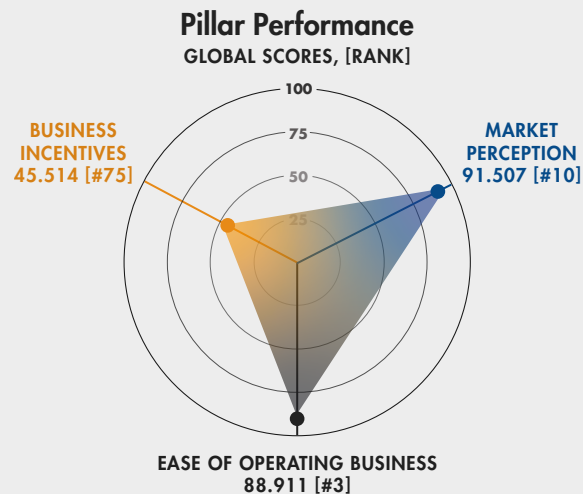 Pillar Performance
GLOBAL SCORES, [RANK]
100
75
50
25
BUSINESS
INCENTIVES
45.514 [#75]
MARKET
PERCEPTION
91.507 [#10]
EASE OF OPERATING BUSINESS
88.911 [#3]